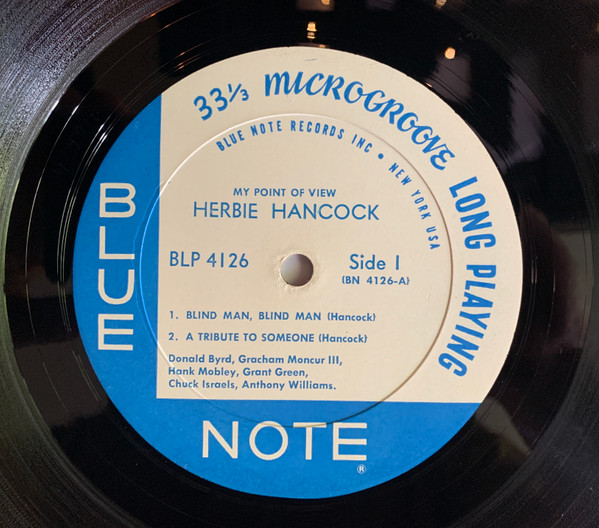 33⅓ MICROGROOVE LONG PLAYING
BLUE NOTE RECORDS INC • NEW YORK USA
MY POINT OF VIEW
HERBIE HANCOCK
BLP 4126
Side 1
(BN 4126-A)
1. BLIND MAN, BLIND MAN (Hancock)
2. A TRIBUTE TO SOMEONE (Hancock)
Donald Byrd, Gracham Moncur III,
Hank Mobley, Grant Green,
Chuck Israels, Anthony Williams.
BLUE
NOTE ®